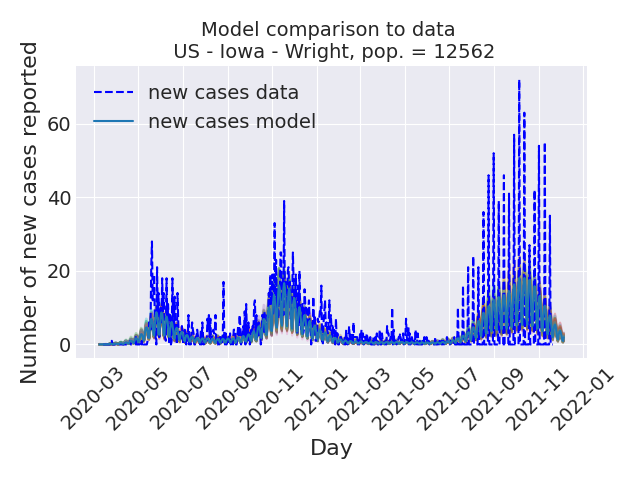 Model comparison to data
US - Iowa - Wright, pop. = 12562
Number of new cases reported
60
40
20
0
new cases data
new cases model
2020-03
2020-05
2020-07
2020-09
2020-11
2021-01
2021-03
2021-05
2021-07
2021-09
2021-11
2022-01
Day